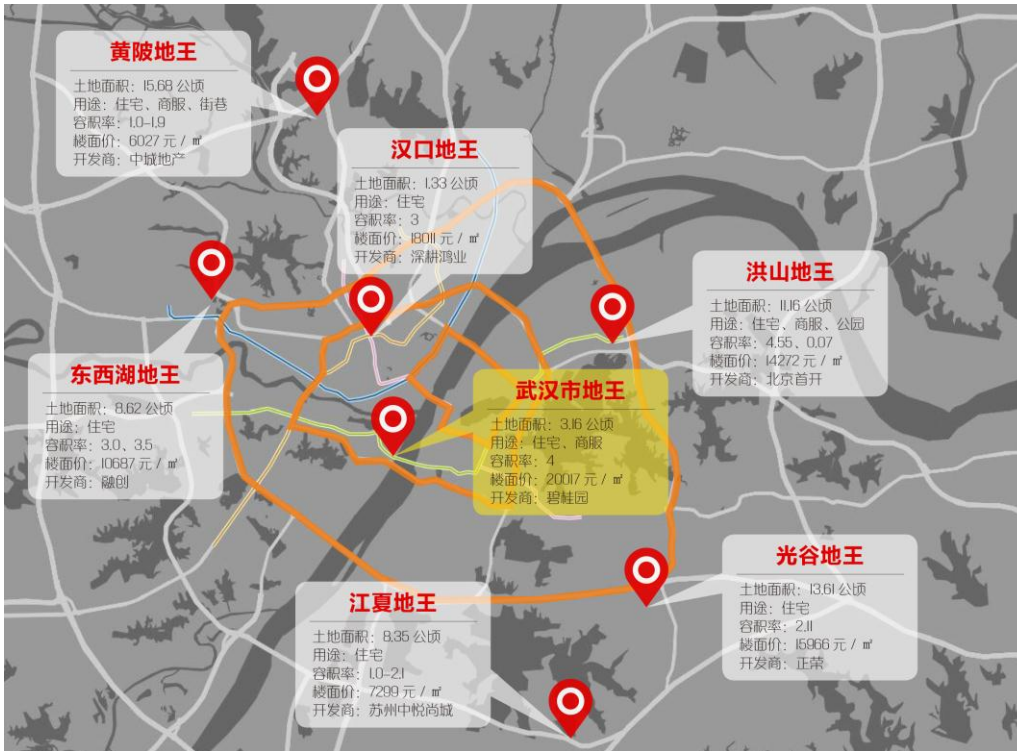 黄陂地王
土地面积：15.68 公顷
用途：住宅、商服、街巷
容积率：1.0-1.9
楼面价：6027 元 / ㎡
开发商：中城地产
汉口地王
土地面积：1.33 公顷
用途：住宅
容积率：3
楼面价：18011 元 / ㎡
开发商：深耕鸿业
洪山地王
土地面积：11.16 公顷
用途：住宅、商服、公园
容积率：4.55、0.07
楼面价：14272 元 / ㎡
开发商：北京首开
东西湖地王
土地面积：8.62 公顷
用途：住宅
容积率：3.0、3.5
楼面价：10687 元 / ㎡
开发商：融创
武汉市地王
土地面积：3.16 公顷
用途：住宅、商服
容积率：4
楼面价：20017 元 / ㎡
开发商：碧桂园
光谷地王
土地面积：13.61 公顷
用途：住宅
容积率：2.11
楼面价：15966 元 / ㎡
开发商：正荣
江夏地王
土地面积：8.35 公顷
用途：住宅
容积率：1.0-2.1
楼面价：7299 元 / ㎡
开发商：苏州中悦尚城